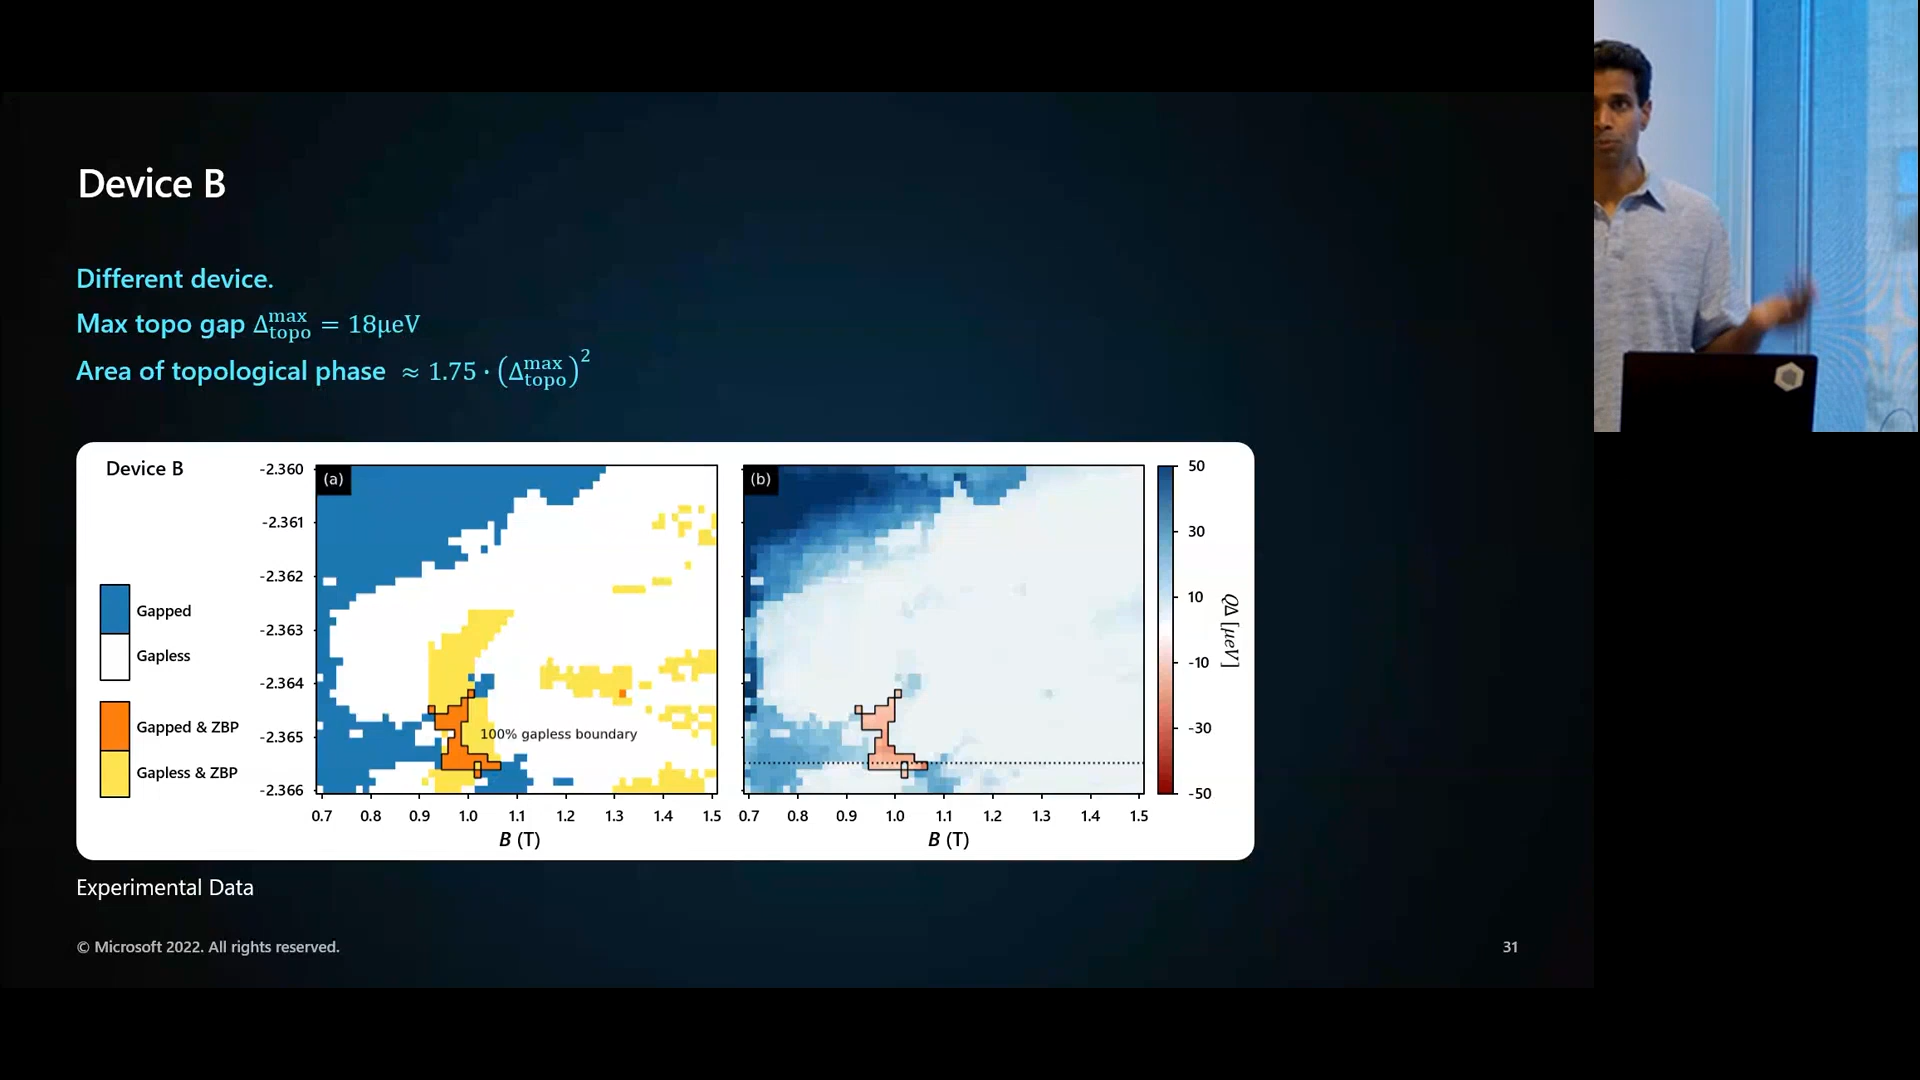 Device B
Different device.
Max topo gap Δ_topo^max = 18μeV
Area of topological phase ≈ 1.75 · (Δ_topo^max)^2
Device B
Gapped
Gapless
Gapped & ZBP
Gapless & ZBP
(a)
-2.360
-2.361
-2.362
-2.363
-2.364
-2.365
-2.366
100% gapless boundary
0.7 0.8 0.9 1.0 1.1 1.2 1.3 1.4 1.5
B (T)
(b)
0.7 0.8 0.9 1.0 1.1 1.2 1.3 1.4 1.5
B (T)
50
30
10
-10
-30
-50
QΔ [μeV]
Experimental Data
© Microsoft 2022. All rights reserved.
31